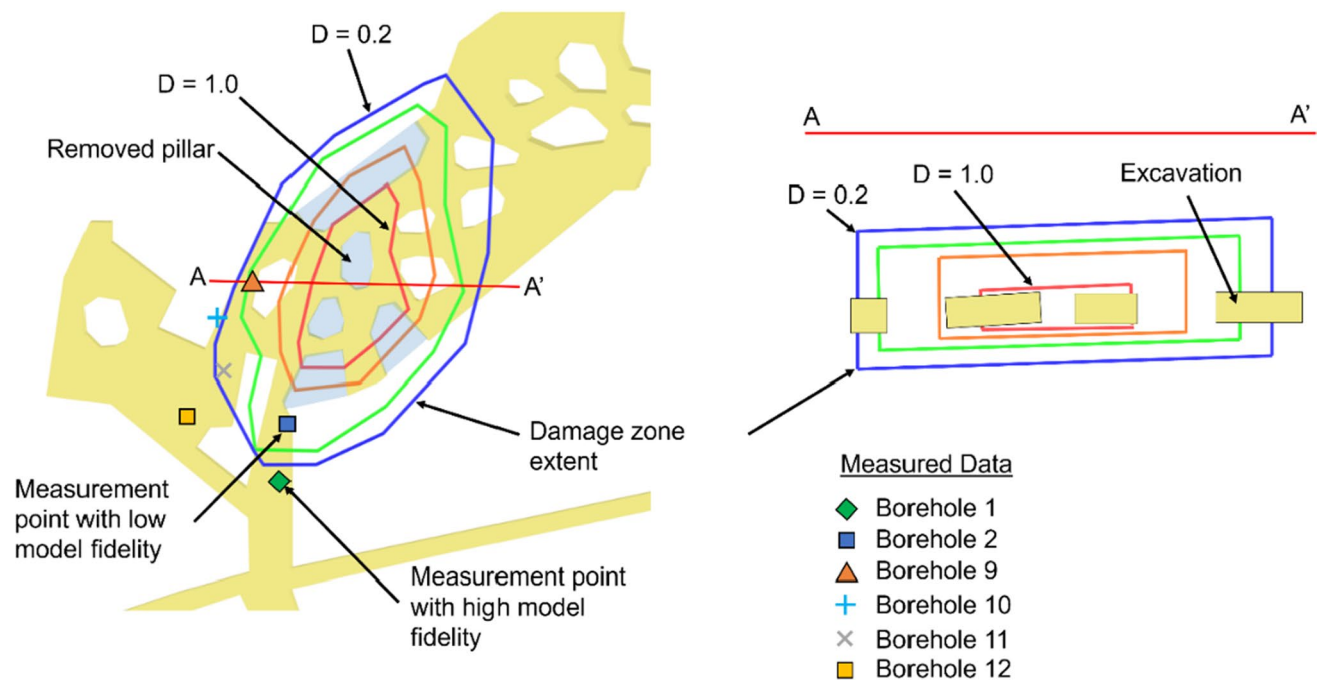 D = 0.2
D = 1.0
Removed pillar
A
A'
Measurement
point with low
model fidelity
Damage zone
extent
Measurement point
with high model
fidelity
A
A'
D = 0.2
D = 1.0
Excavation
Measured Data
Borehole 1
Borehole 2
Borehole 9
Borehole 10
Borehole 11
Borehole 12